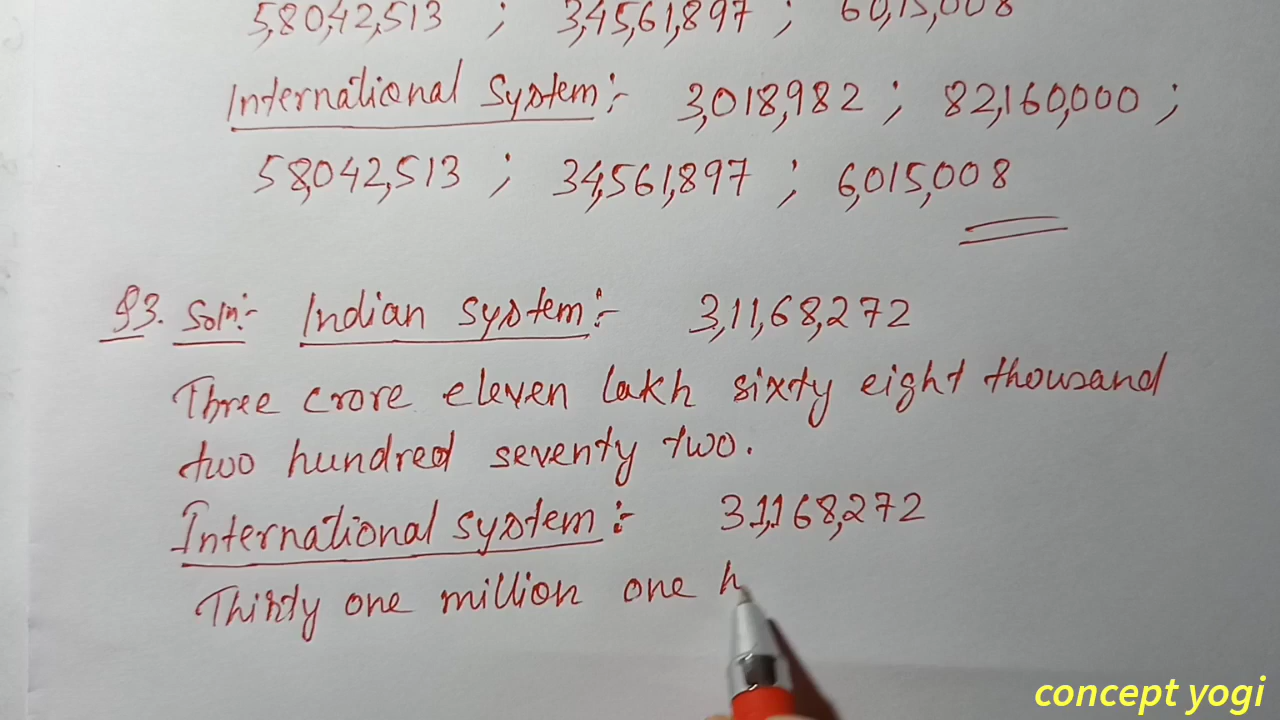 5,80,42,513 ; 3,45,61,897 ; 60,15,008
International System:- 3,018,982 ; 82,160,000 ;
58,042,513 ; 34,561,897 ; 6,015,008
Q3. Soln:- Indian system:- 3,11,68,272
Three crore eleven lakh sixty eight thousand
two hundred seventy two.
International system:- 31,168,272
Thirty one million one h
concept yogi